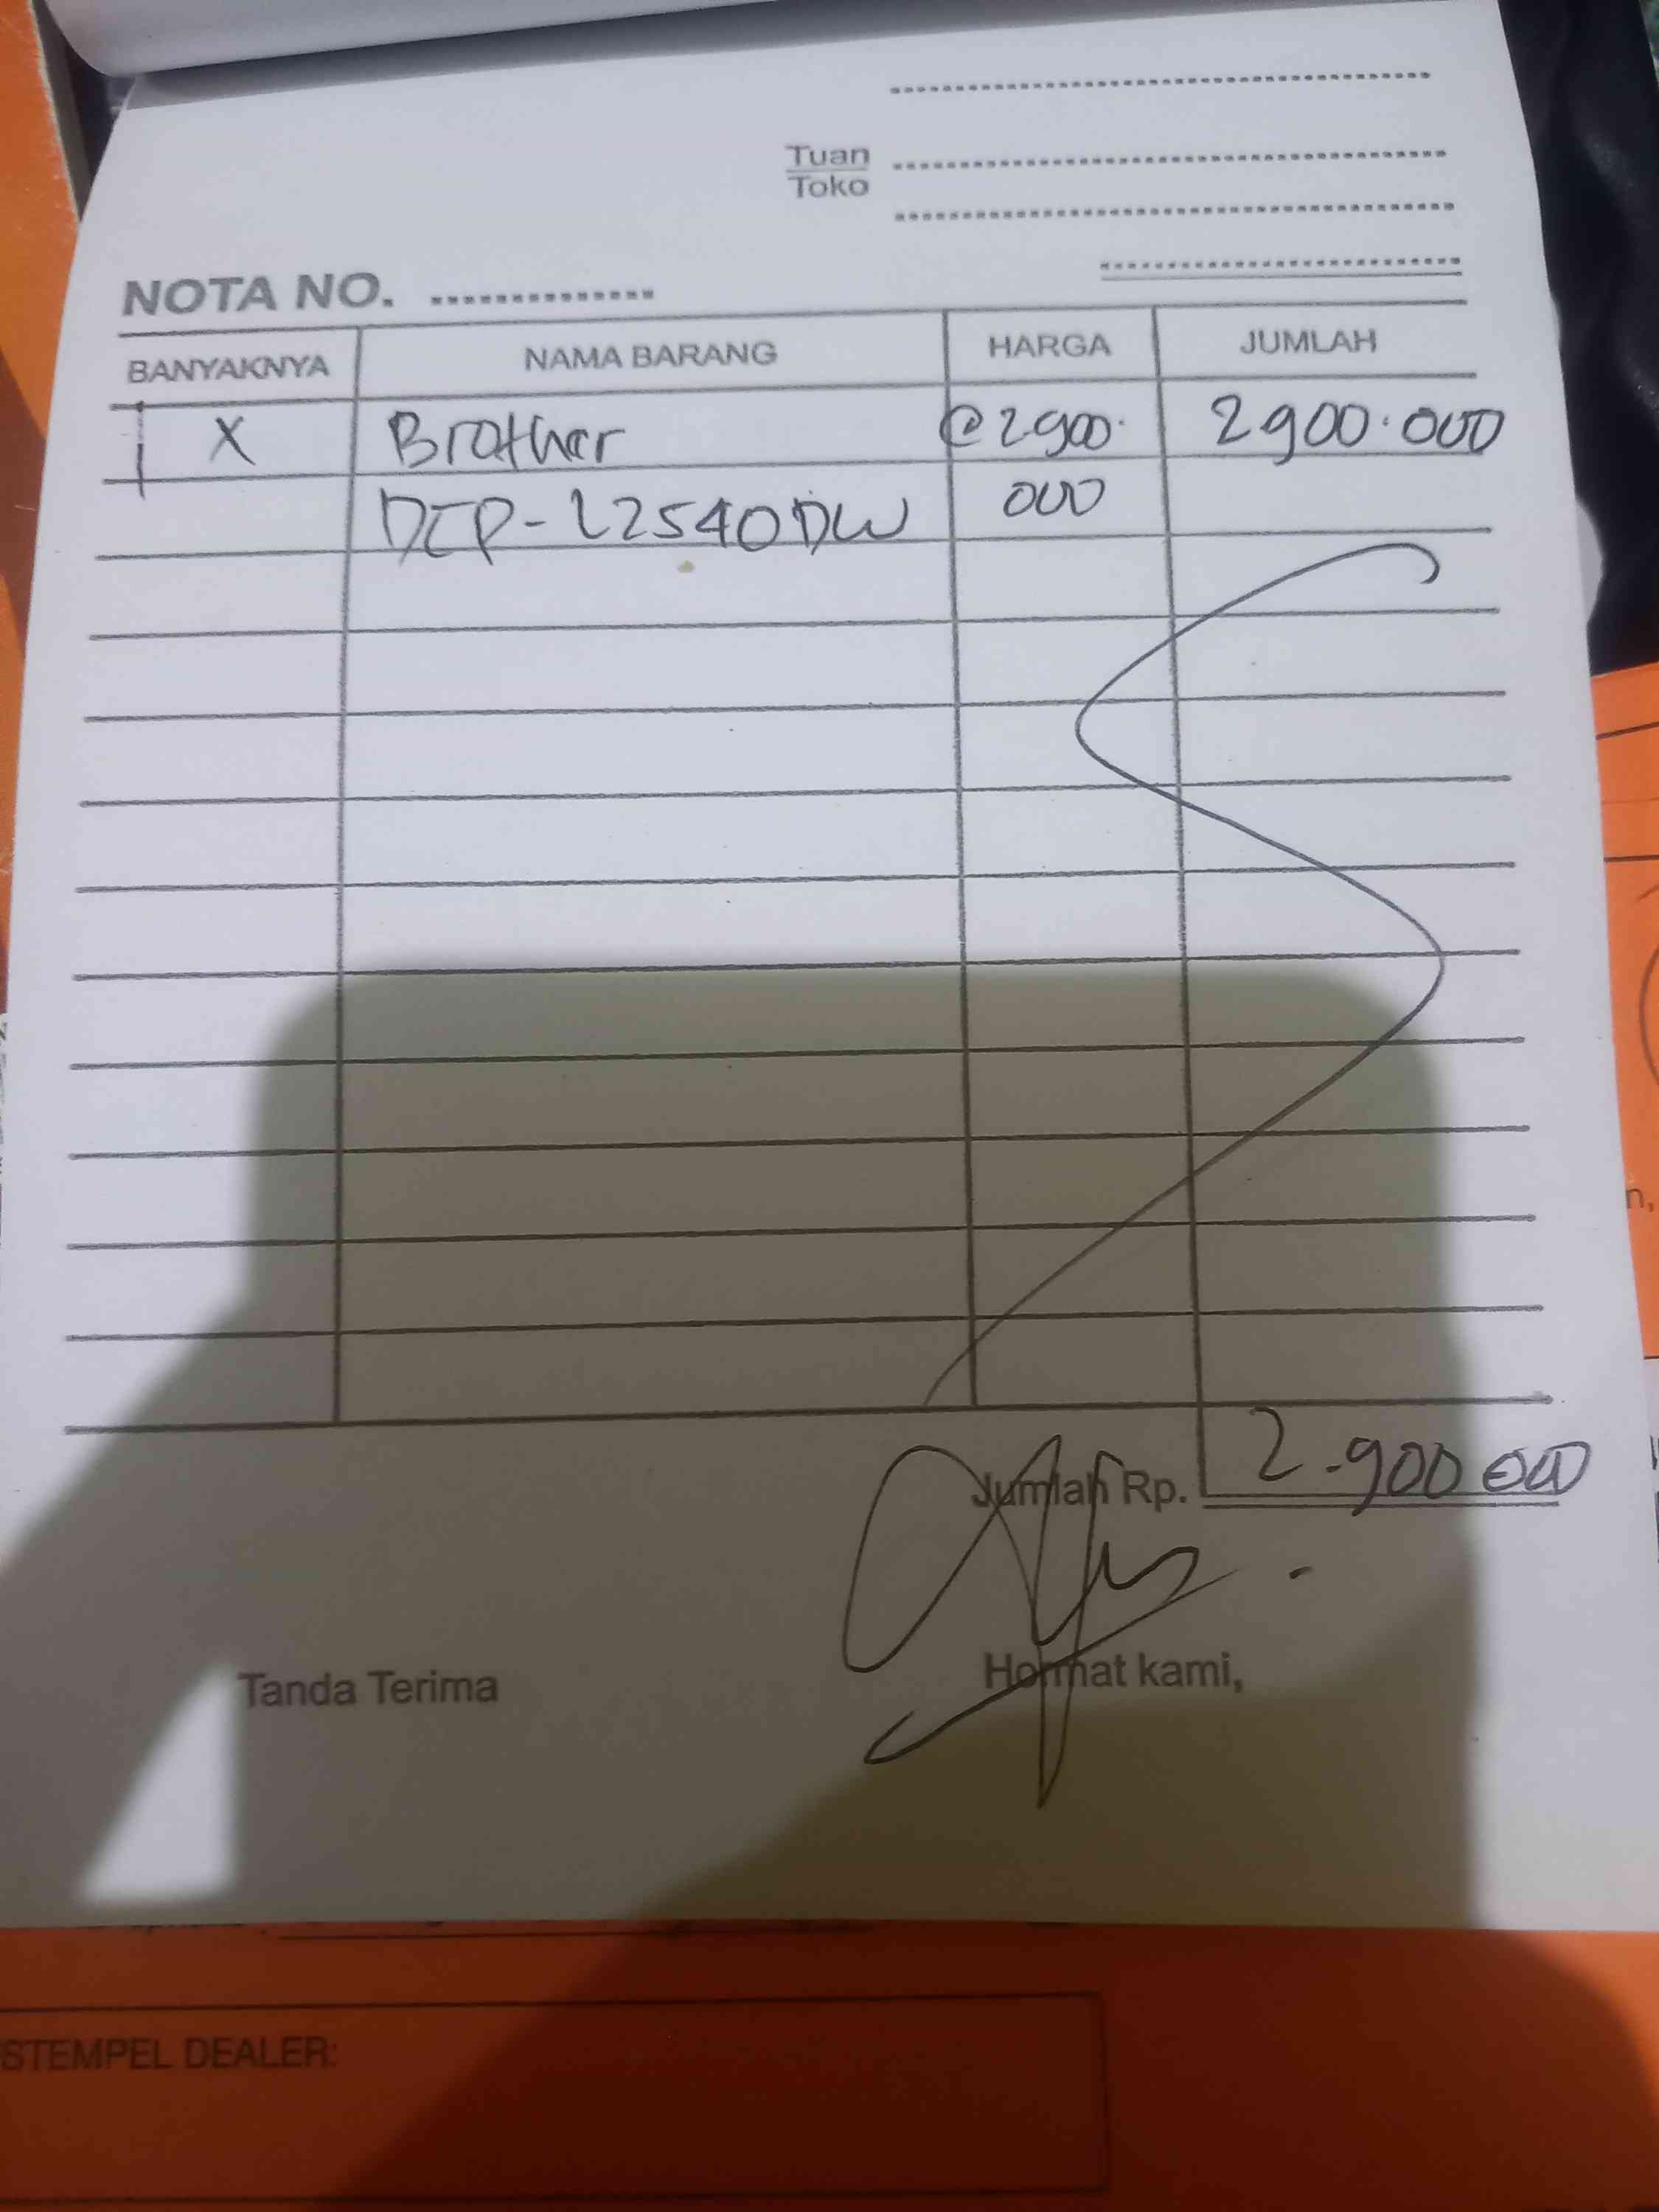 Tuan
Toko
NOTA NO.
BANYAKNYA NAMA BARANG HARGA JUMLAH
1 X Brother @2900. 2900.000
DCP-L2540DW 000
Jumlah Rp. 2.900 000
Tanda Terima Hormat kami,
n,
STEMPEL DEALER: